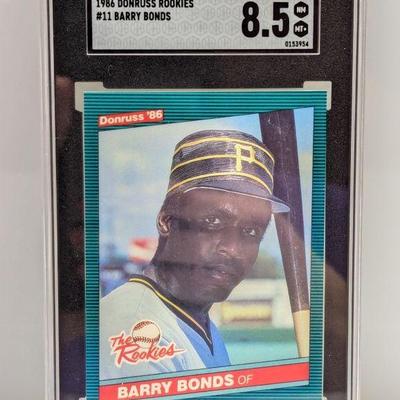 1986 DONRUSS ROOKIES
#11 BARRY BONDS
8.5
NM
MT+
0153954
Donruss '86
P
The
Rookies
BARRY BONDS OF